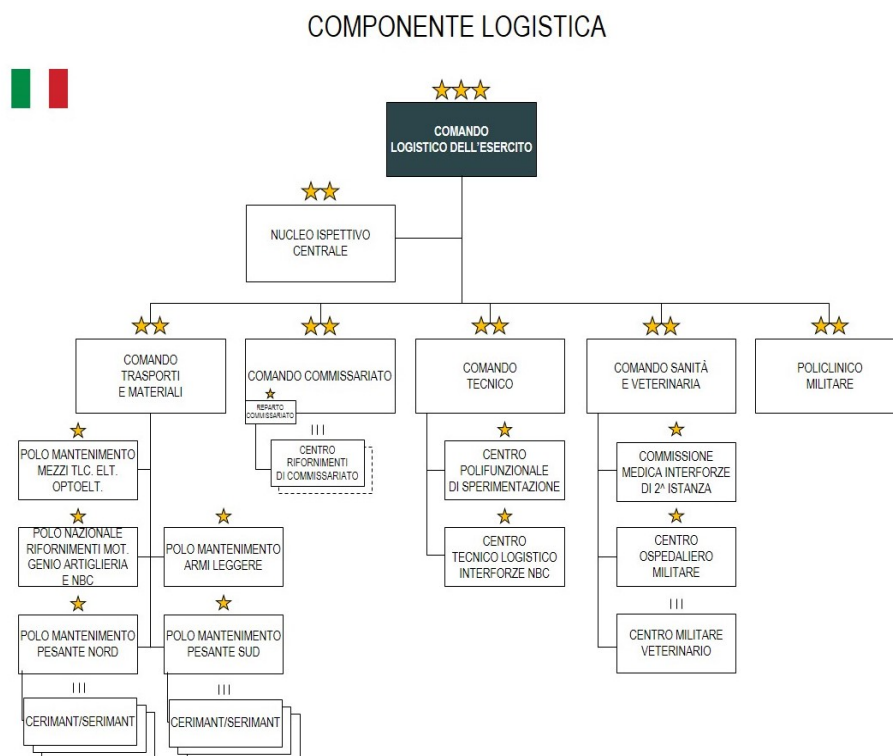 COMPONENTE LOGISTICA
COMANDO
LOGISTICO DELL'ESERCITO
NUCLEO ISPETTIVO
CENTRALE
COMANDO
TRASPORTI
E MATERIALI
COMANDO COMMISSARIATO
COMANDO
TECNICO
COMANDO SANITÀ
E VETERINARIA
POLICLINICO
MILITARE
REPARTO
COMMISSARIATO
III
CENTRO
RIFORNIMENTI
DI COMMISSARIATO
POLO MANTENIMENTO
MEZZI TLC. ELT.
OPTOELT.
CENTRO
POLIFUNZIONALE
DI SPERIMENTAZIONE
COMMISSIONE
MEDICA INTERFORZE
DI 2^ ISTANZA
POLO NAZIONALE
RIFORNIMENTI MOT.
GENIO ARTIGLIERIA
E NBC
POLO MANTENIMENTO
ARMI LEGGERE
CENTRO
TECNICO LOGISTICO
INTERFORZE NBC
CENTRO
OSPEDALIERO
MILITARE
POLO MANTENIMENTO
PESANTE NORD
POLO MANTENIMENTO
PESANTE SUD
III
CENTRO MILITARE
VETERINARIO
III
CERIMANT/SERIMANT
III
CERIMANT/SERIMANT